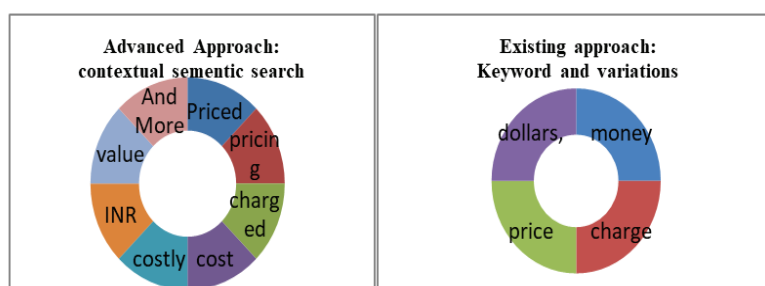 Advanced Approach:
contextual sementic search
And
More
Priced
pricin
g
charg
ed
cost
costly
INR
value
Existing approach:
Keyword and variations
dollars,
money
price
charge